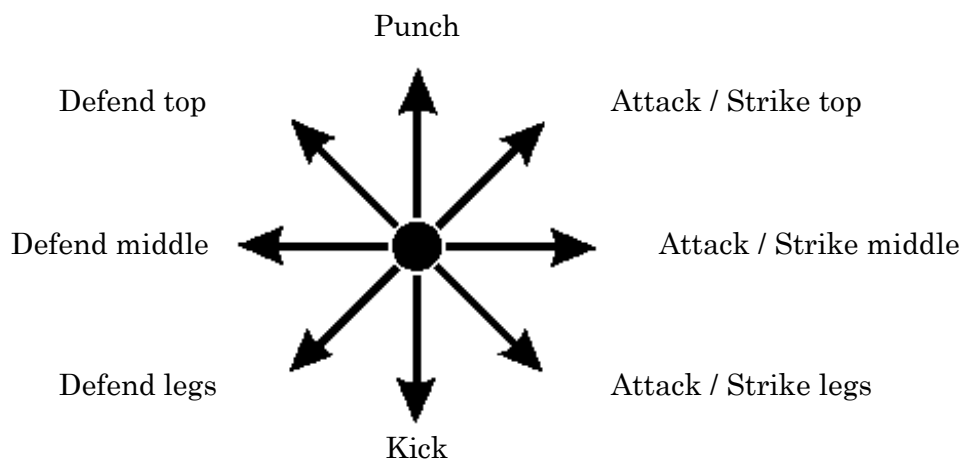 Punch
Defend top
Attack / Strike top
Defend middle
Attack / Strike middle
Defend legs
Attack / Strike legs
Kick